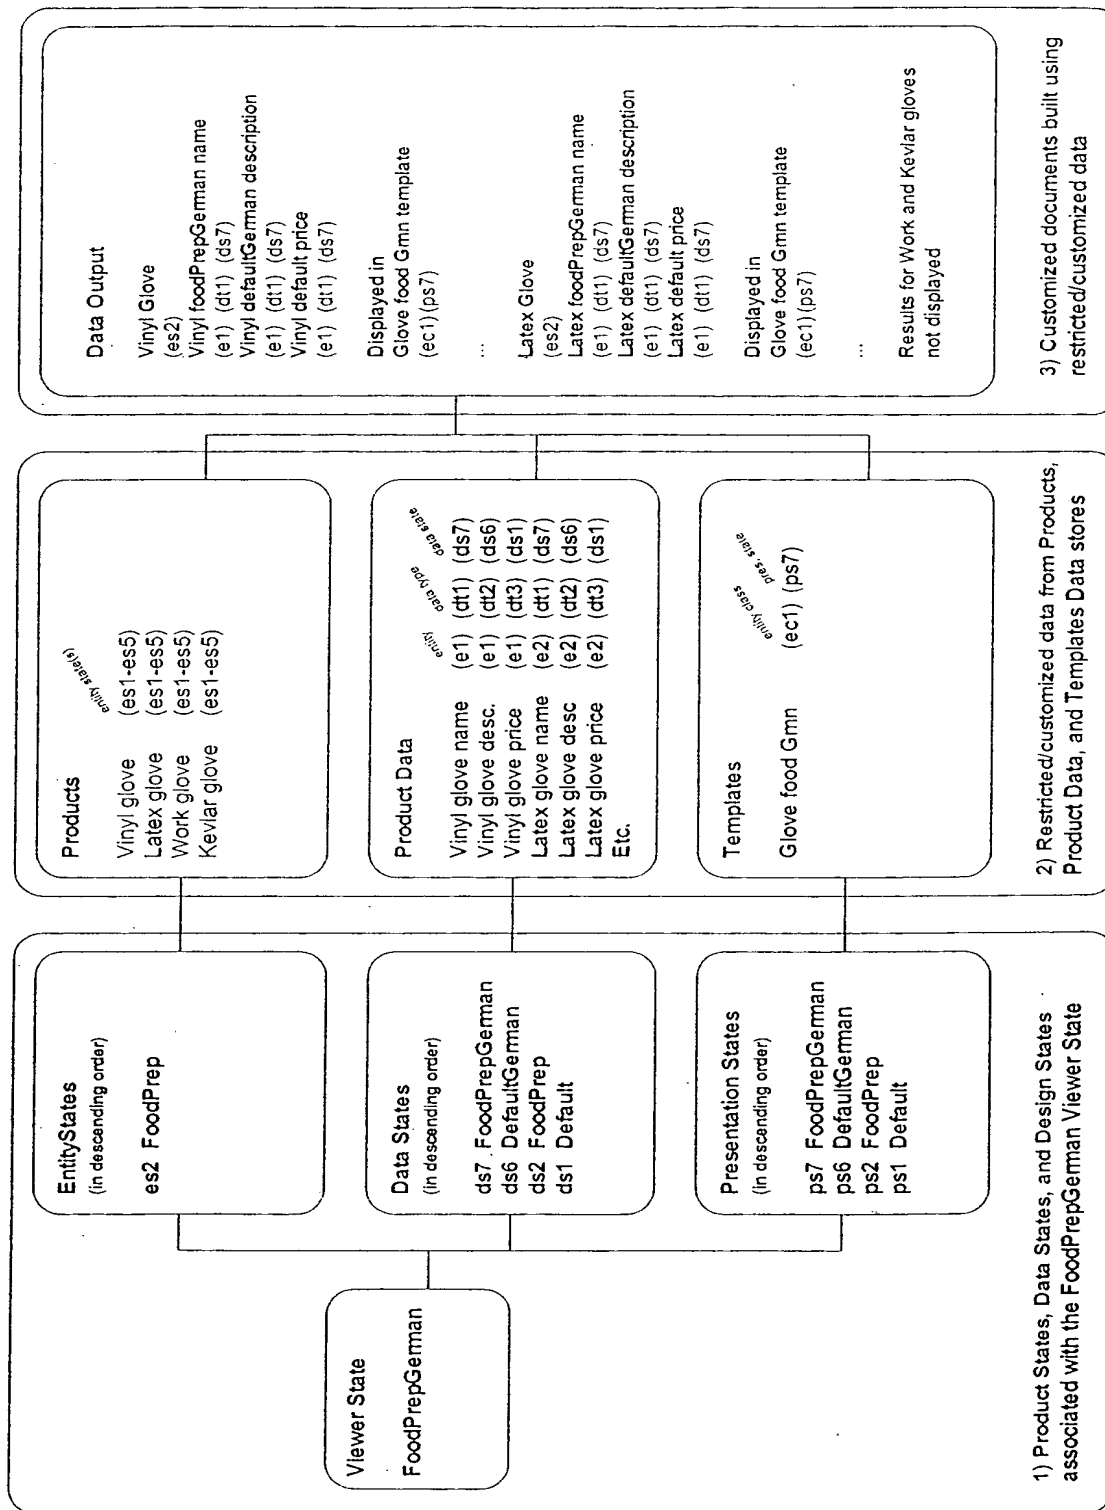 Viewer State
FoodPrepGerman
EntityStates
(in descending order)
es2 FoodPrep
Data States
(in descending order)
ds7 . FoodPrepGerman
ds6 DefaultGerman
ds2 FoodPrep
ds1 Default
Presentation States
(in descending order)
ps7 FoodPrepGerman
ps6 DefaultGerman
ps2 FoodPrep
ps1 Default
1) Product States, Data States, and Design States
associated with the FoodPrepGerman Viewer State
Products
entity state(s)
Vinyl glove (es1-es5)
Latex glove (es1-es5)
Work glove (es1-es5)
Kevlar glove (es1-es5)
Product Data
entity data type data state
Vinyl glove name (e1) (dt1) (ds7)
Vinyl glove desc. (e1) (dt2) (ds6)
Vinyl glove price (e1) (dt3) (ds1)
Latex glove name (e2) (dt1) (ds7)
Latex glove desc (e2) (dt2) (ds6)
Latex glove price (e2) (dt3) (ds1)
Etc.
Templates
entity class pres. state
Glove food Gmn (ec1) (ps7)
2) Restricted/customized data from Products,
Product Data, and Templates Data stores
Data Output
Vinyl Glove
(es2)
Vinyl foodPrepGerman name
(e1) (dt1) (ds7)
Vinyl defaultGerman description
(e1) (dt1) (ds7)
Vinyl default price
(e1) (dt1) (ds7)
Displayed in
Glove food Gmn template
(ec1)(ps7)
...
Latex Glove
(es2)
Latex foodPrepGerman name
(e1) (dt1) (ds7)
Latex defaultGerman description
(e1) (dt1) (ds7)
Latex default price
(e1) (dt1) (ds7)
Displayed in
Glove food Gmn template
(ec1)(ps7)
...
Results for Work and Kevlar gloves
not displayed
3) Customized documents built using
restricted/customized data